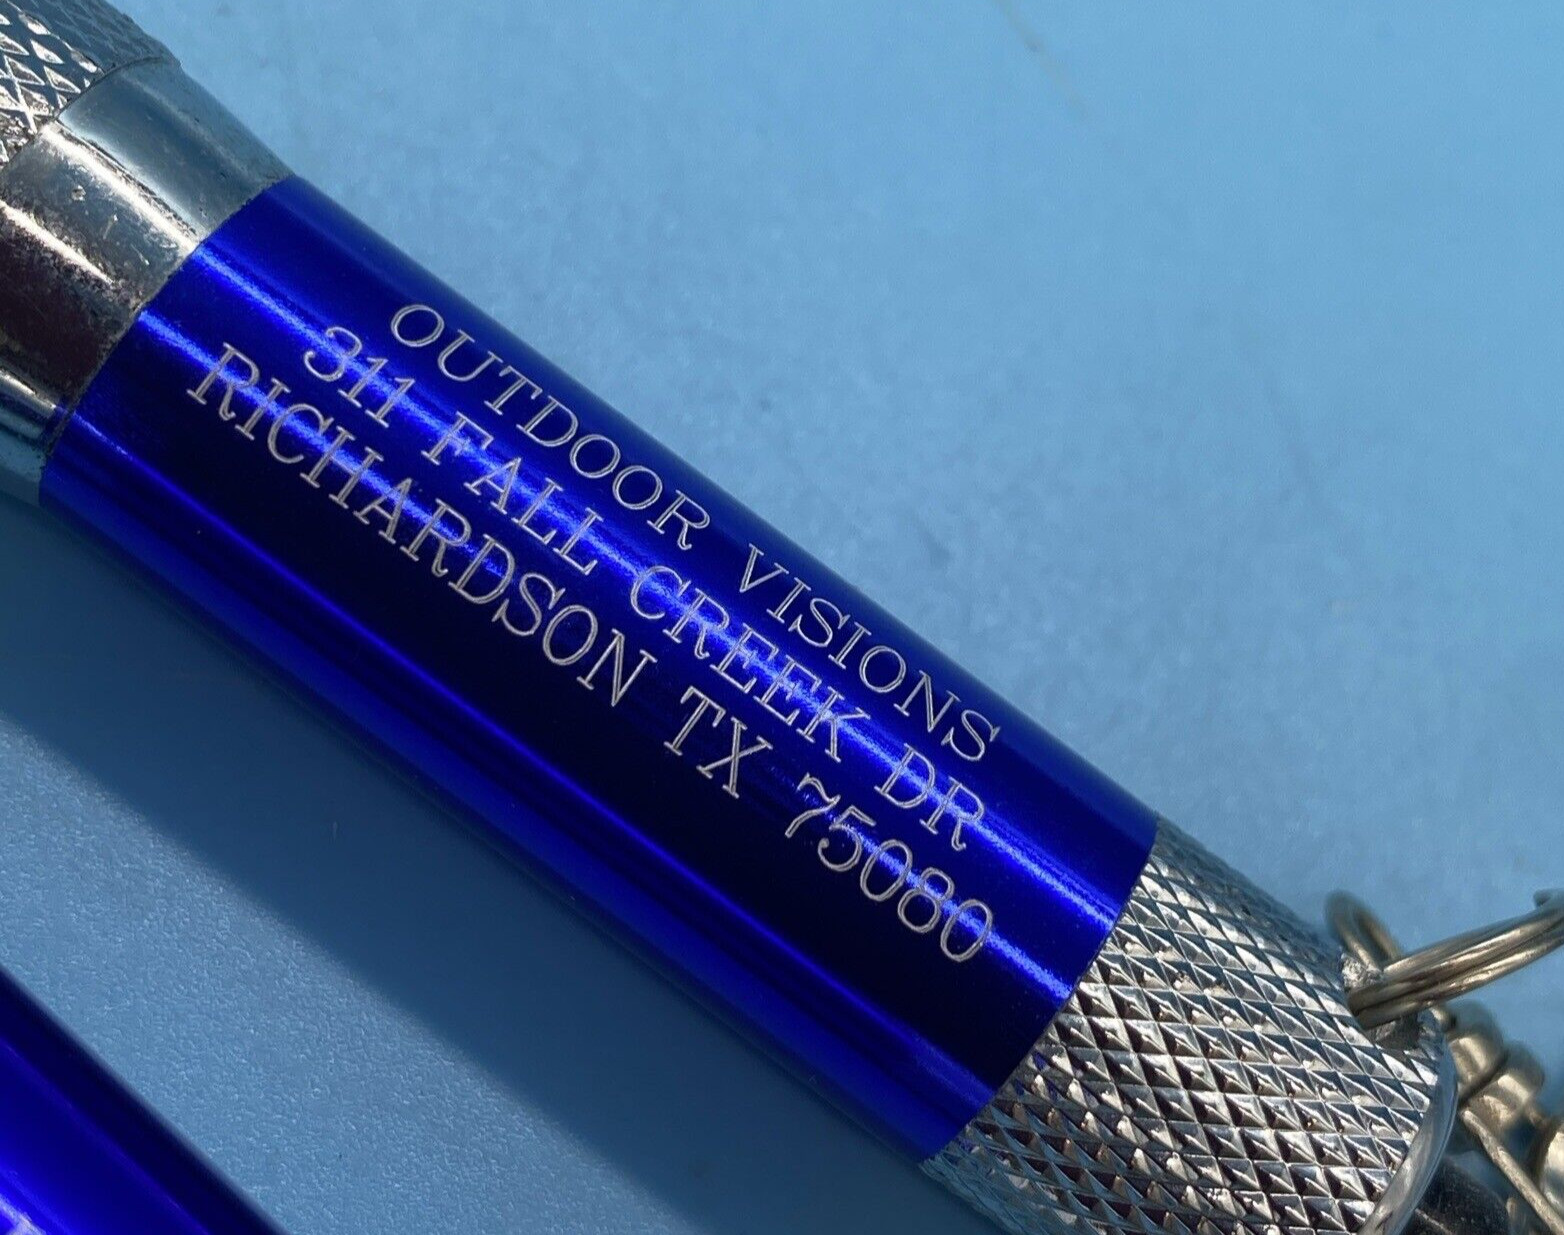 OUTDOOR VISIONS
311 FALL CREEK DR
RICHARDSON TX 75080